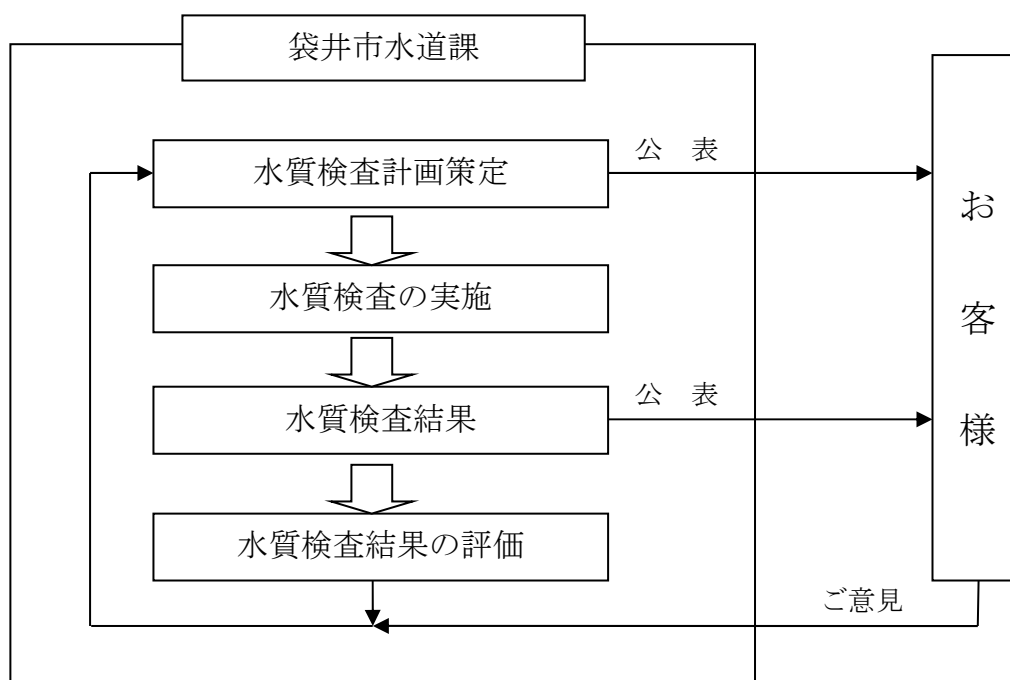 袋井市水道課
水質検査計画策定
公　表
水質検査の実施
水質検査結果
公　表
水質検査結果の評価
ご意見
お客様